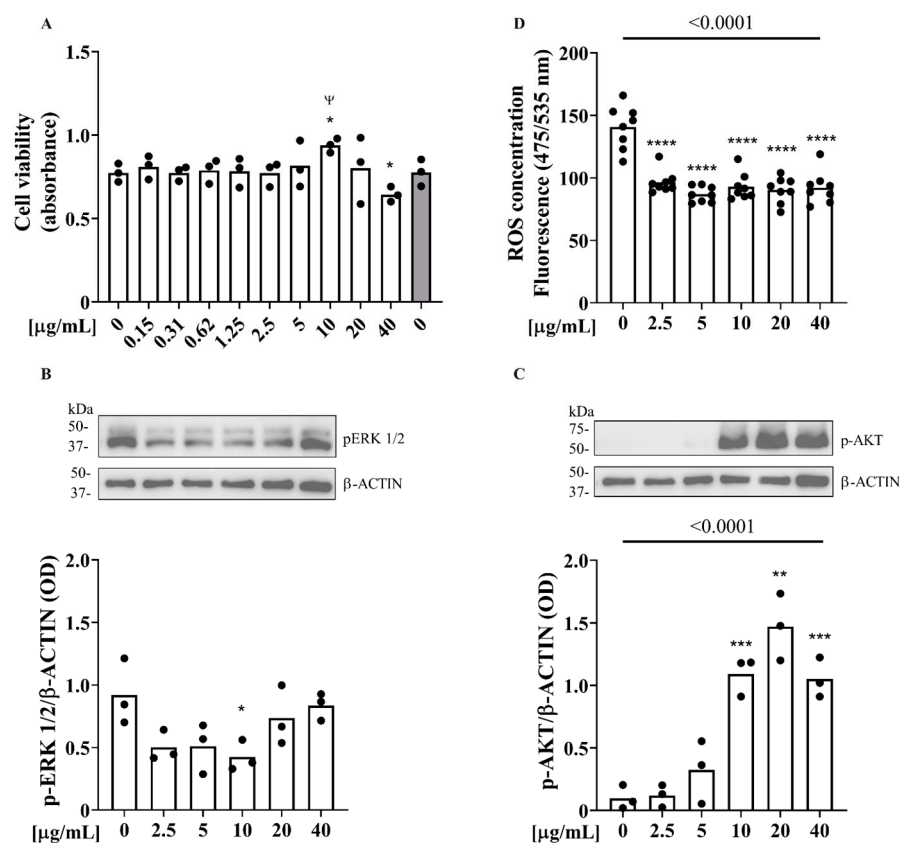 A
Cell viability
(absorbance)
1.5
1.0
0.5
0
Ψ
*
*
[μg/mL]
0 0.15 0.31 0.62 1.25 2.5 5 10 20 40 0
D
<0.0001
ROS concentration
Fluorescence (475/535 nm)
200
150
100
50
0
**** **** **** **** ****
[μg/mL]
0 2.5 5 10 20 40
B
kDa
50-
37-
pERK 1/2
50-
37-
β-ACTIN
p-ERK 1/2/β-ACTIN (OD)
2.0
1.5
1.0
0.5
0
*
[μg/mL]
0 2.5 5 10 20 40
C
kDa
75-
50-
p-AKT
50-
37-
β-ACTIN
<0.0001
p-AKT/β-ACTIN (OD)
2.0
1.5
1.0
0.5
0
*** ** ***
[μg/mL]
0 2.5 5 10 20 40